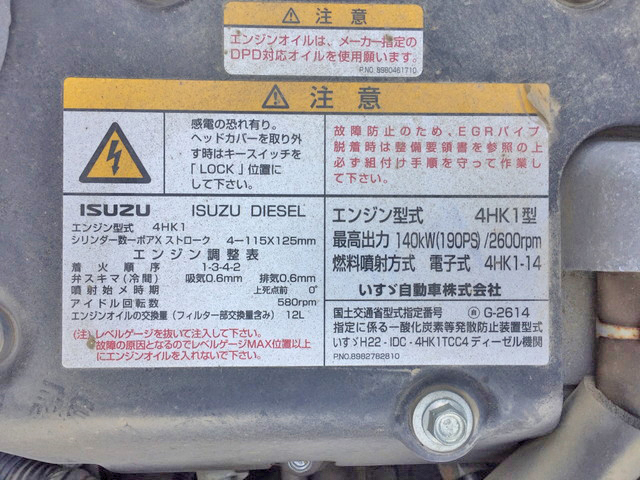 注意
エンジンオイルは、メーカー指定の
DPD対応オイルを使用願います。
P.NO. 8980461710
注意
感電の恐れ有り。
ヘッドカバーを取り外
す時はキースイッチを
「LOCK」位置に
して下さい。
故障防止のため、EGRパイプ
脱着時は整備要領書を参照の上
必ず組付け手順を守って作業し
て下さい。
ISUZU ISUZU DIESEL
エンジン型式 4HK1
シリンダー数ーボアX ストローク 4ー115X125mm
エンジン調整表
着火順序 1-3-4-2
弁スキマ(冷間) 吸気0.6mm 排気0.6mm
噴射始メ時期 上死点前 0°
アイドル回転数 580rpm
エンジンオイルの交換量(フィルター部交換量含み) 12L
(注)レベルゲージを抜いて注入して下さい。
故障の原因となるのでレベルゲージMAX位置以上
にエンジンオイルを入れないで下さい。
エンジン型式 4HK1型
最高出力 140kW(190PS)/2600rpm
燃料噴射方式 電子式 4HK1-14
いすゞ自動車株式会社
国土交通省型式指定番号 G-2614
指定に係る一酸化炭素等発散防止装置型式
いすゞH22-IDC-4HK1TCC4 ディーゼル機関
P.NO.8982782810